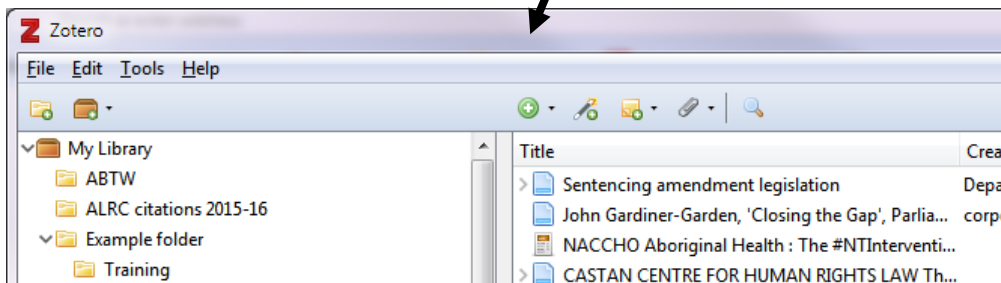 Zotero
File Edit Tools Help
My Library
ABTW
ALRC citations 2015-16
Example folder
Training
Title Crea
Sentencing amendment legislation Depa
John Gardiner-Garden, 'Closing the Gap', Parlia... corp
NACCHO Aboriginal Health : The #NTInterventi...
CASTAN CENTRE FOR HUMAN RIGHTS LAW Th...